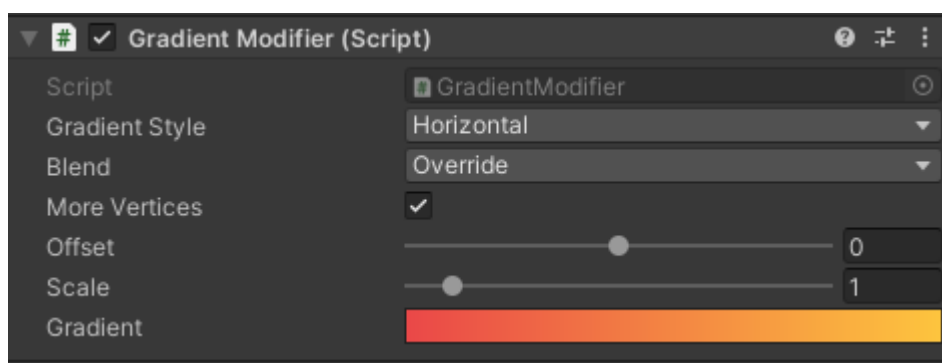 Gradient Modifier (Script)
Script GradientModifier
Gradient Style Horizontal
Blend Override
More Vertices
Offset 0
Scale 1
Gradient